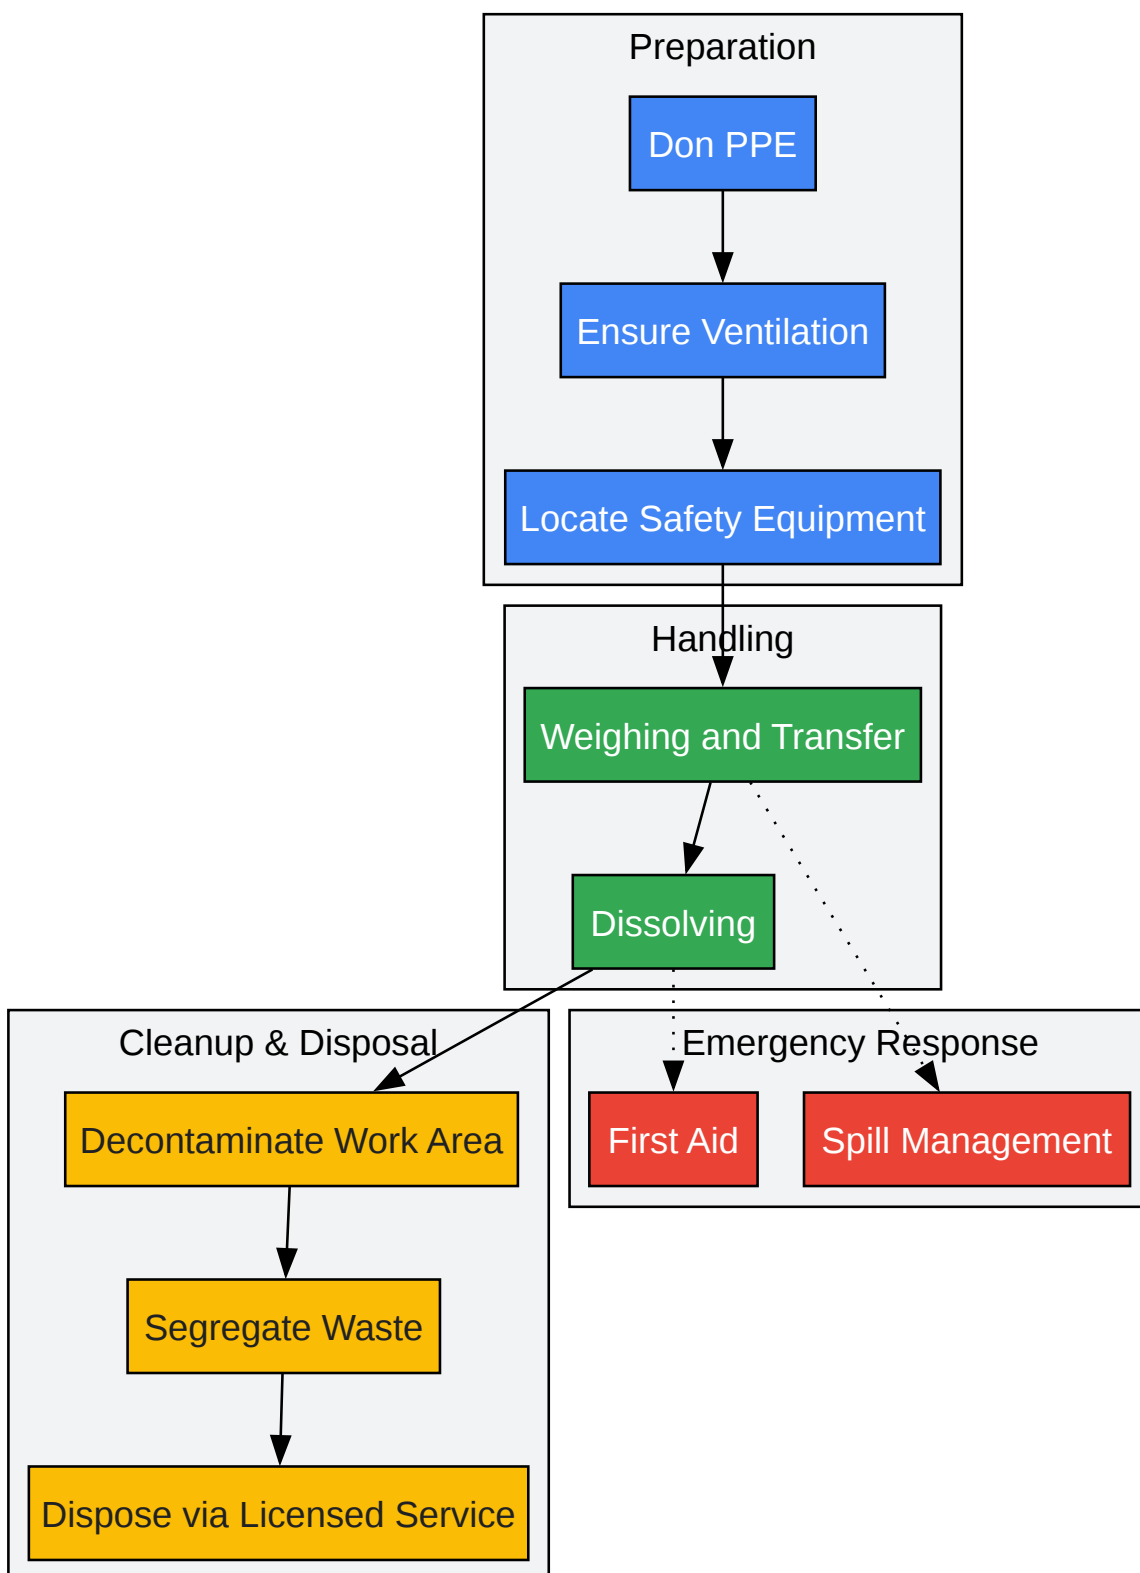 Preparation
Don PPE
Ensure Ventilation
Locate Safety Equipment
Handling
Weighing and Transfer
Dissolving
Cleanup & Disposal
Decontaminate Work Area
Segregate Waste
Dispose via Licensed Service
Emergency Response
First Aid
Spill Management